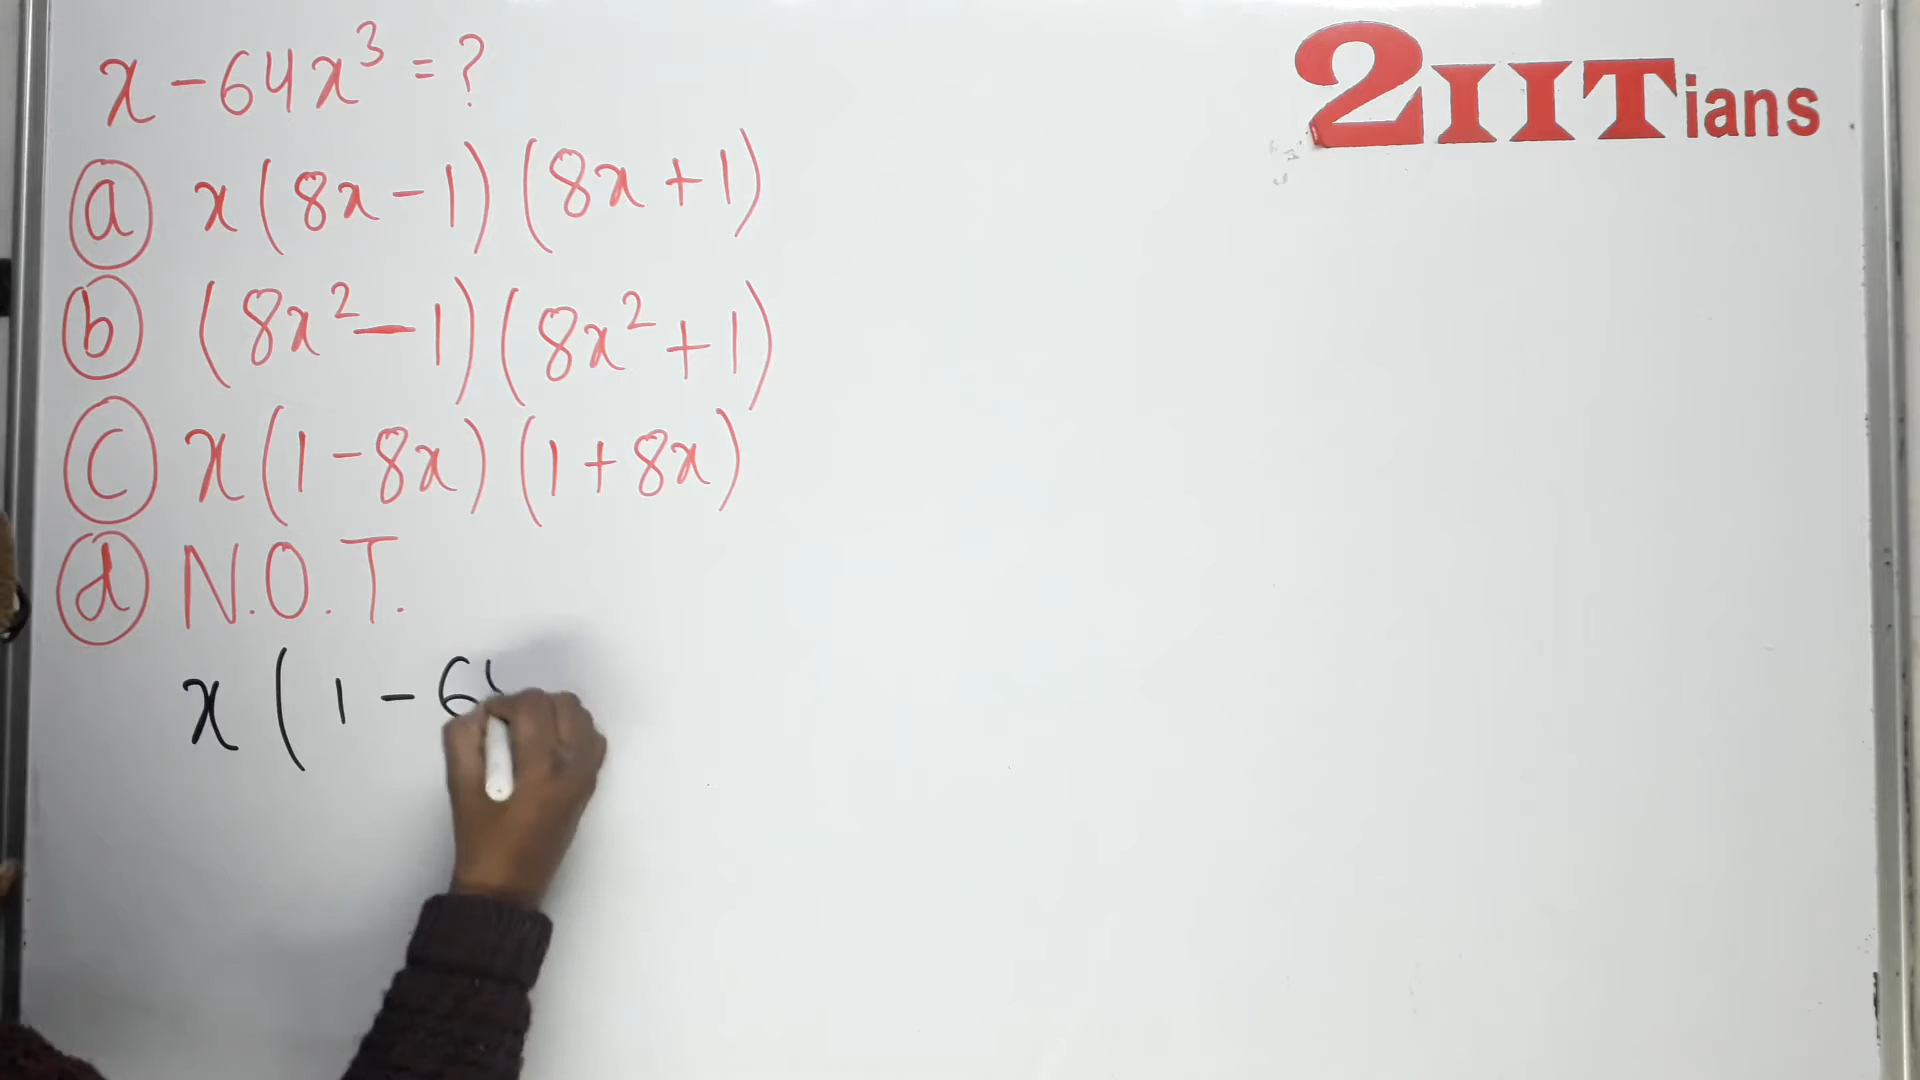 x - 64x³ = ?
2IITians
ⓐ x(8x - 1)(8x + 1)
ⓑ (8x² - 1)(8x² + 1)
ⓒ x(1 - 8x)(1 + 8x)
ⓓ N.O.T.
x(1 - 6